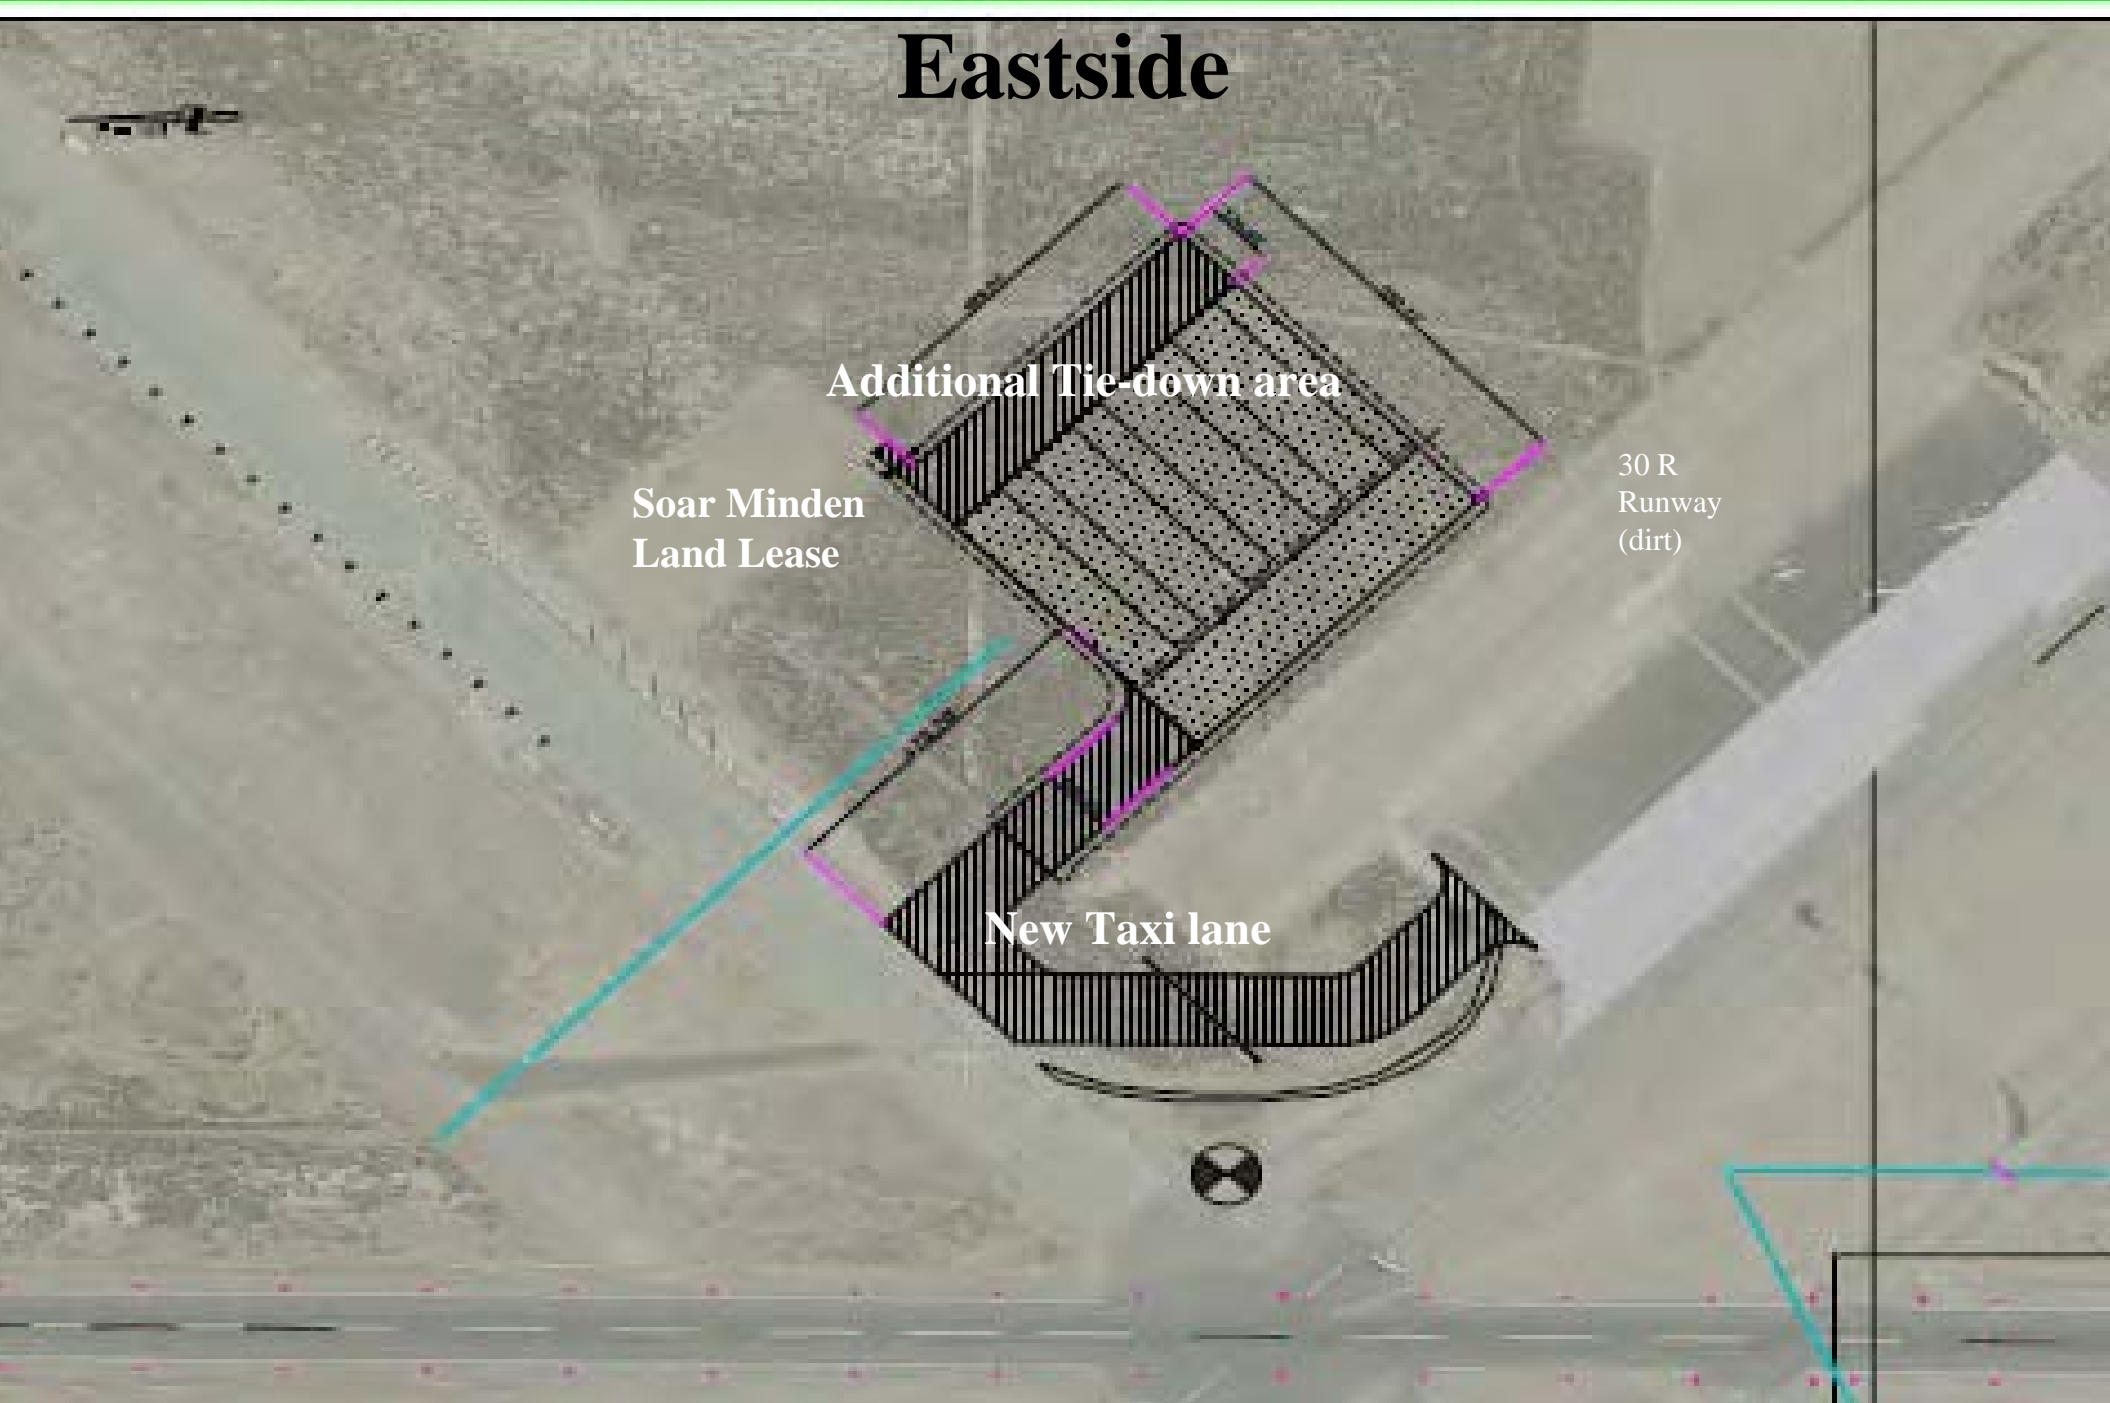 Eastside
Additional Tie-down area
Soar Minden
Land Lease
30 R
Runway
(dirt)
New Taxi lane